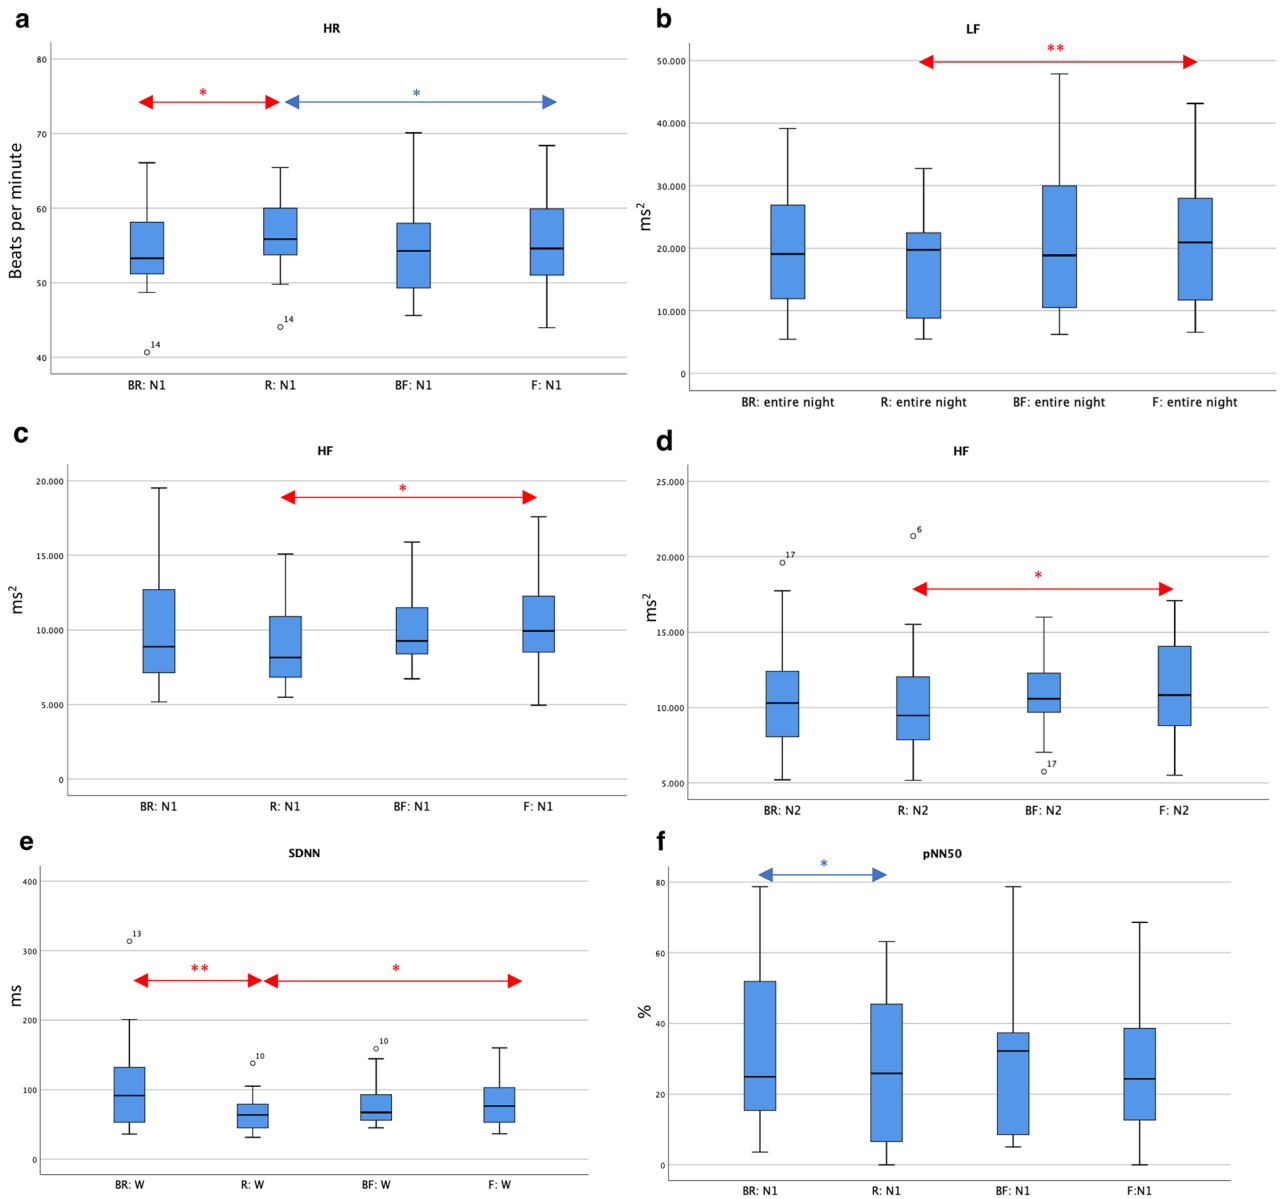 a
HR
80
70
60
50
40
Beats per minute
*
*
14
14
BR: N1
R: N1
BF: N1
F: N1
b
LF
50.000
40.000
30.000
20.000
10.000
0
ms²
**
BR: entire night
R: entire night
BF: entire night
F: entire night
c
HF
20.000
15.000
10.000
5.000
0
ms²
*
BR: N1
R: N1
BF: N1
F: N1
d
HF
25.000
20.000
15.000
10.000
5.000
ms²
17
6
*
17
BR: N2
R: N2
BF: N2
F: N2
e
SDNN
400
300
200
100
0
ms
13
**
*
10
10
BR: W
R: W
BF: W
F: W
f
pNN50
80
60
40
20
0
%
*
BR: N1
R: N1
BF: N1
F:N1